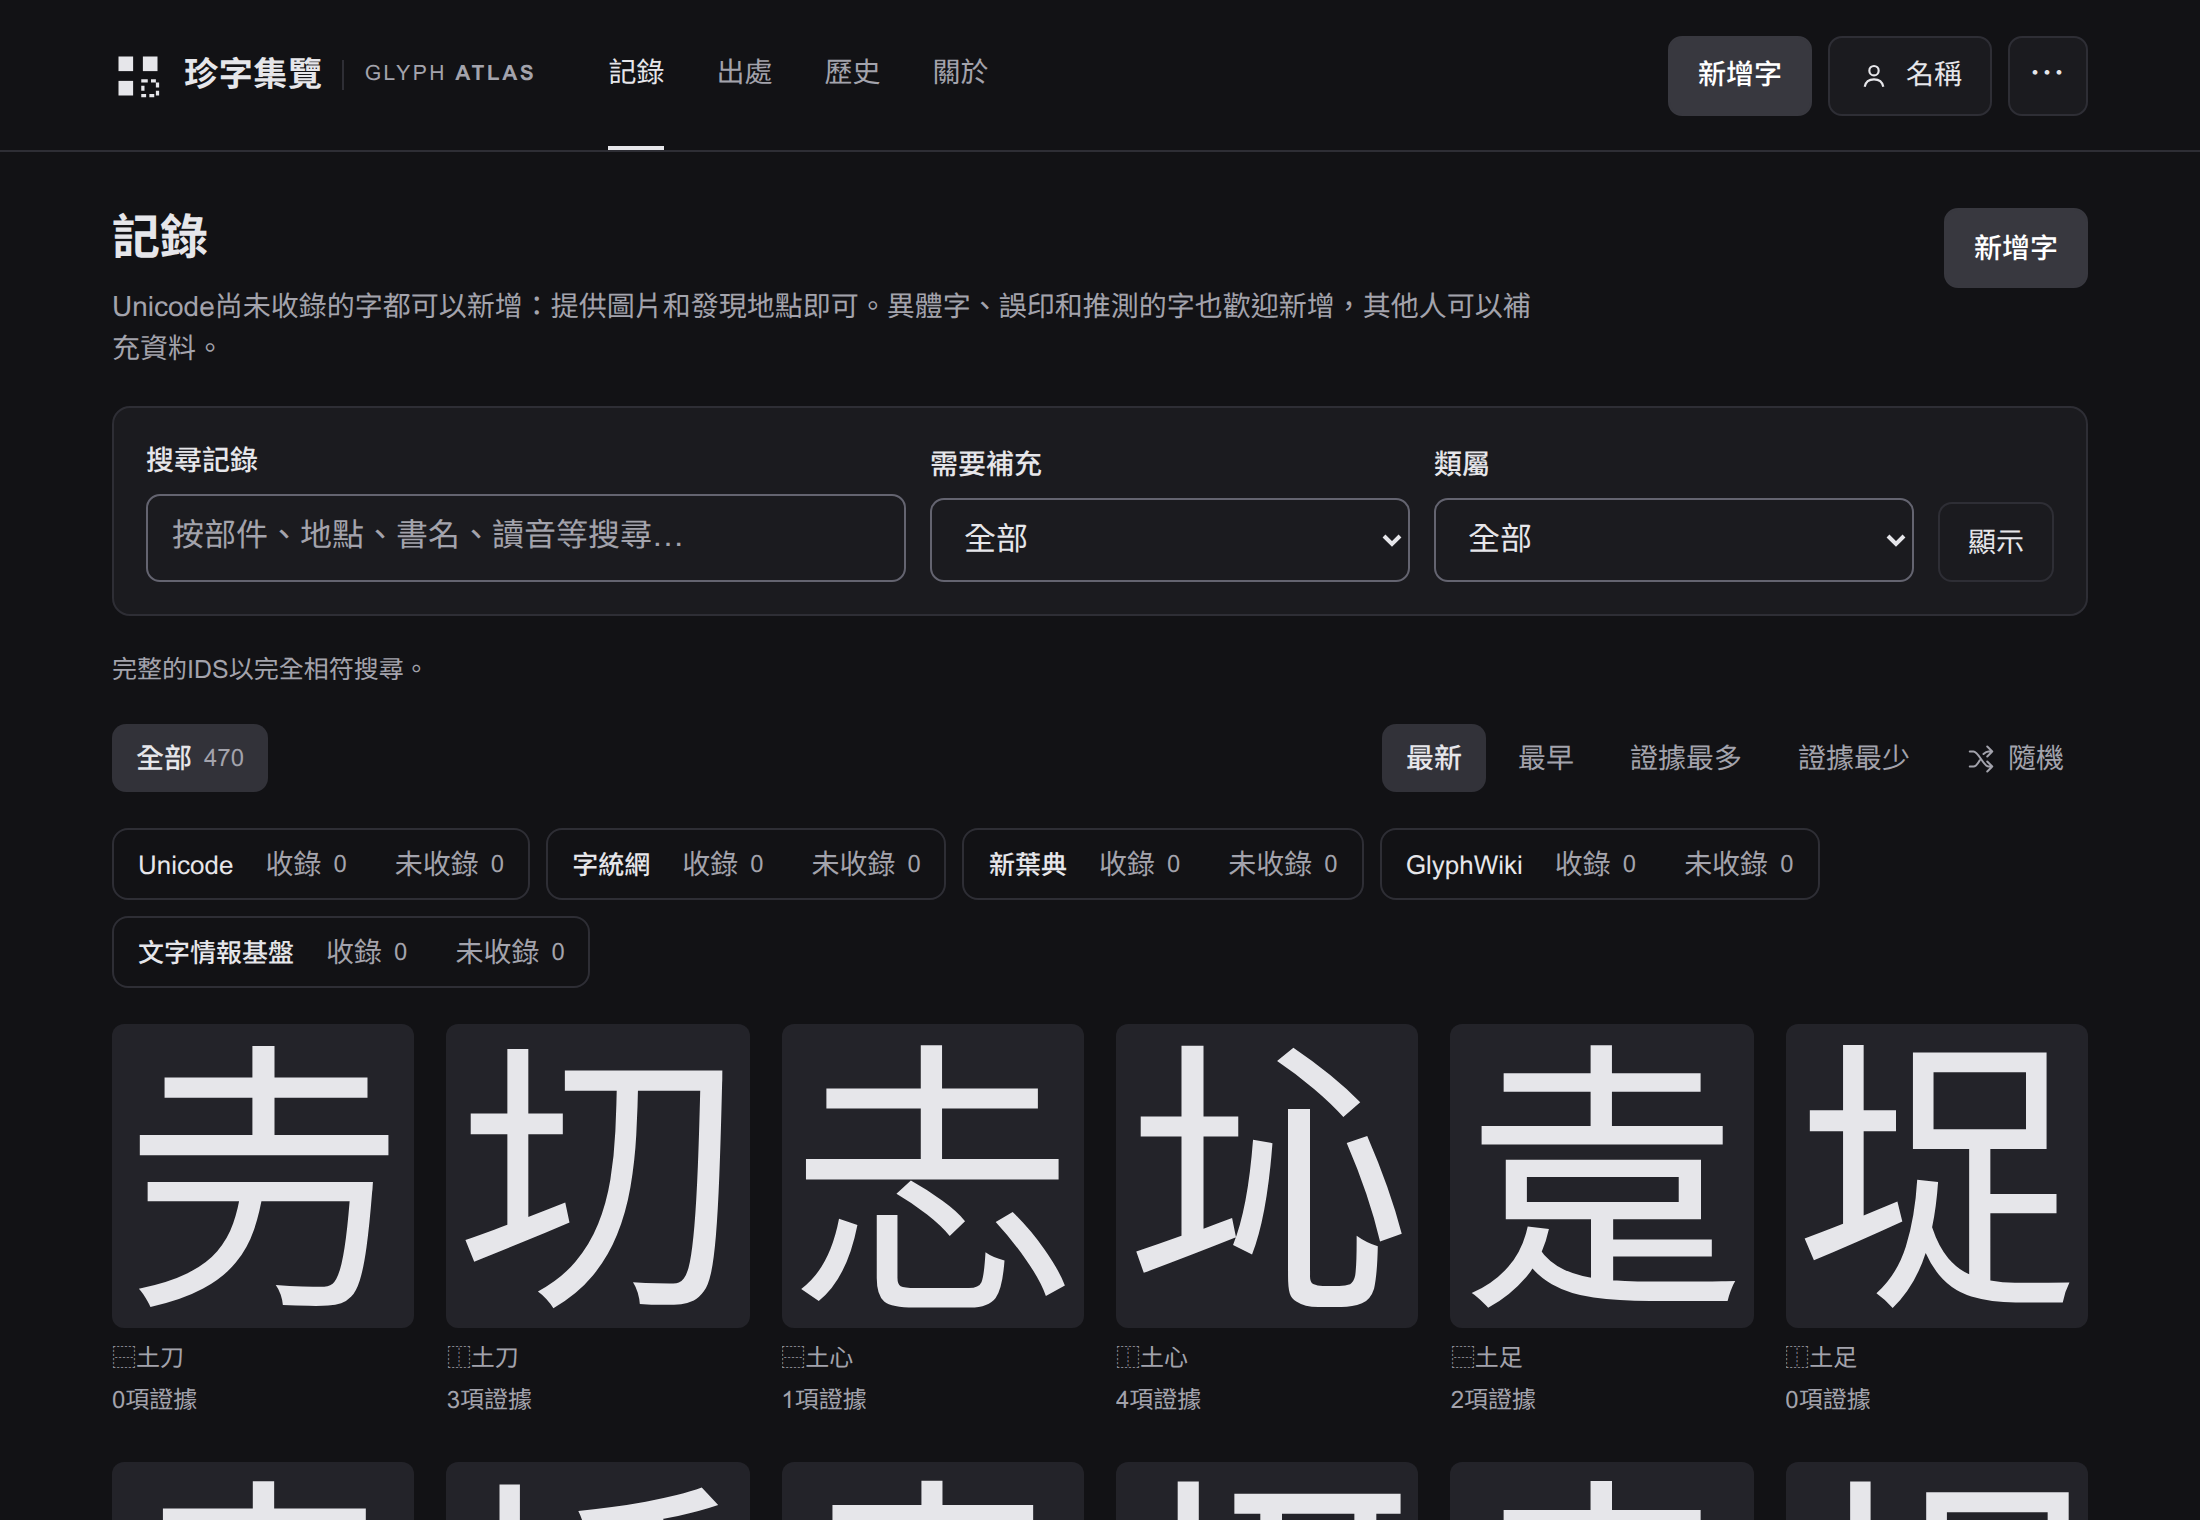 珍字集覽 GLYPH ATLAS 記錄 出處 歷史 關於 新增字 名稱 ···
記錄
新增字
Unicode尚未收錄的字都可以新增：提供圖片和發現地點即可。異體字、誤印和推測的字也歡迎新增，其他人可以補
充資料。
搜尋記錄 需要補充 類屬
按部件、地點、書名、讀音等搜尋… 全部 全部 顯示
完整的IDS以完全相符搜尋。
全部 470 最新 最早 證據最多 證據最少 隨機
Unicode 收錄 0 未收錄 0 字統網 收錄 0 未收錄 0 新葉典 收錄 0 未收錄 0 GlyphWiki 收錄 0 未收錄 0
文字情報基盤 收錄 0 未收錄 0
⿱土刀 ⿰土刀 ⿱土心 ⿰土心 ⿱土足 ⿰土足
0項證據 3項證據 1項證據 4項證據 2項證據 0項證據